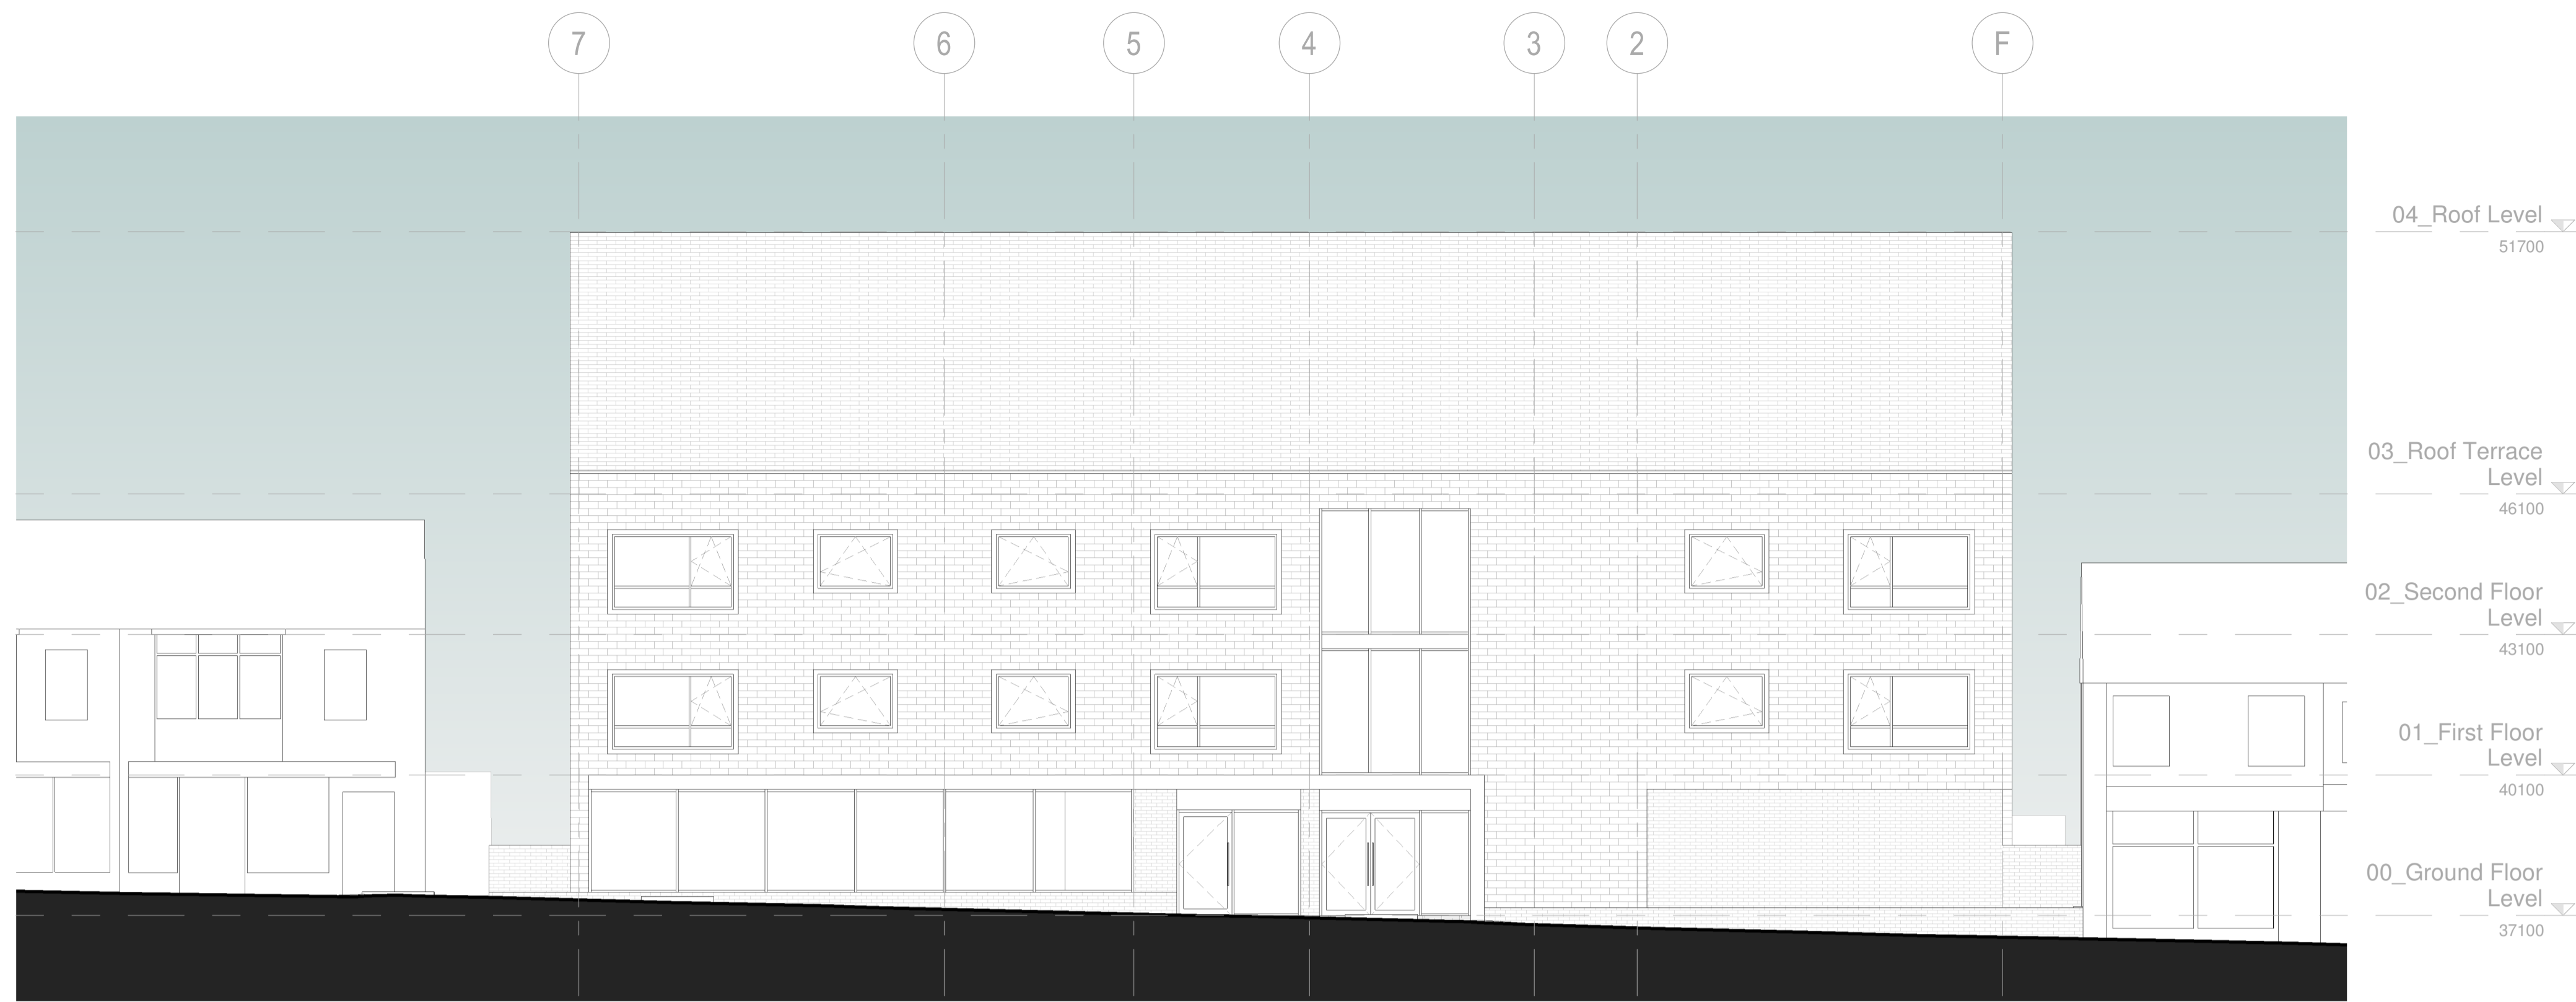 7
6
5
4
3
2
F
04_Roof Level
51700
03_Roof Terrace
Level
46100
02_Second Floor
Level
43100
01_First Floor
Level
40100
00_Ground Floor
Level
37100